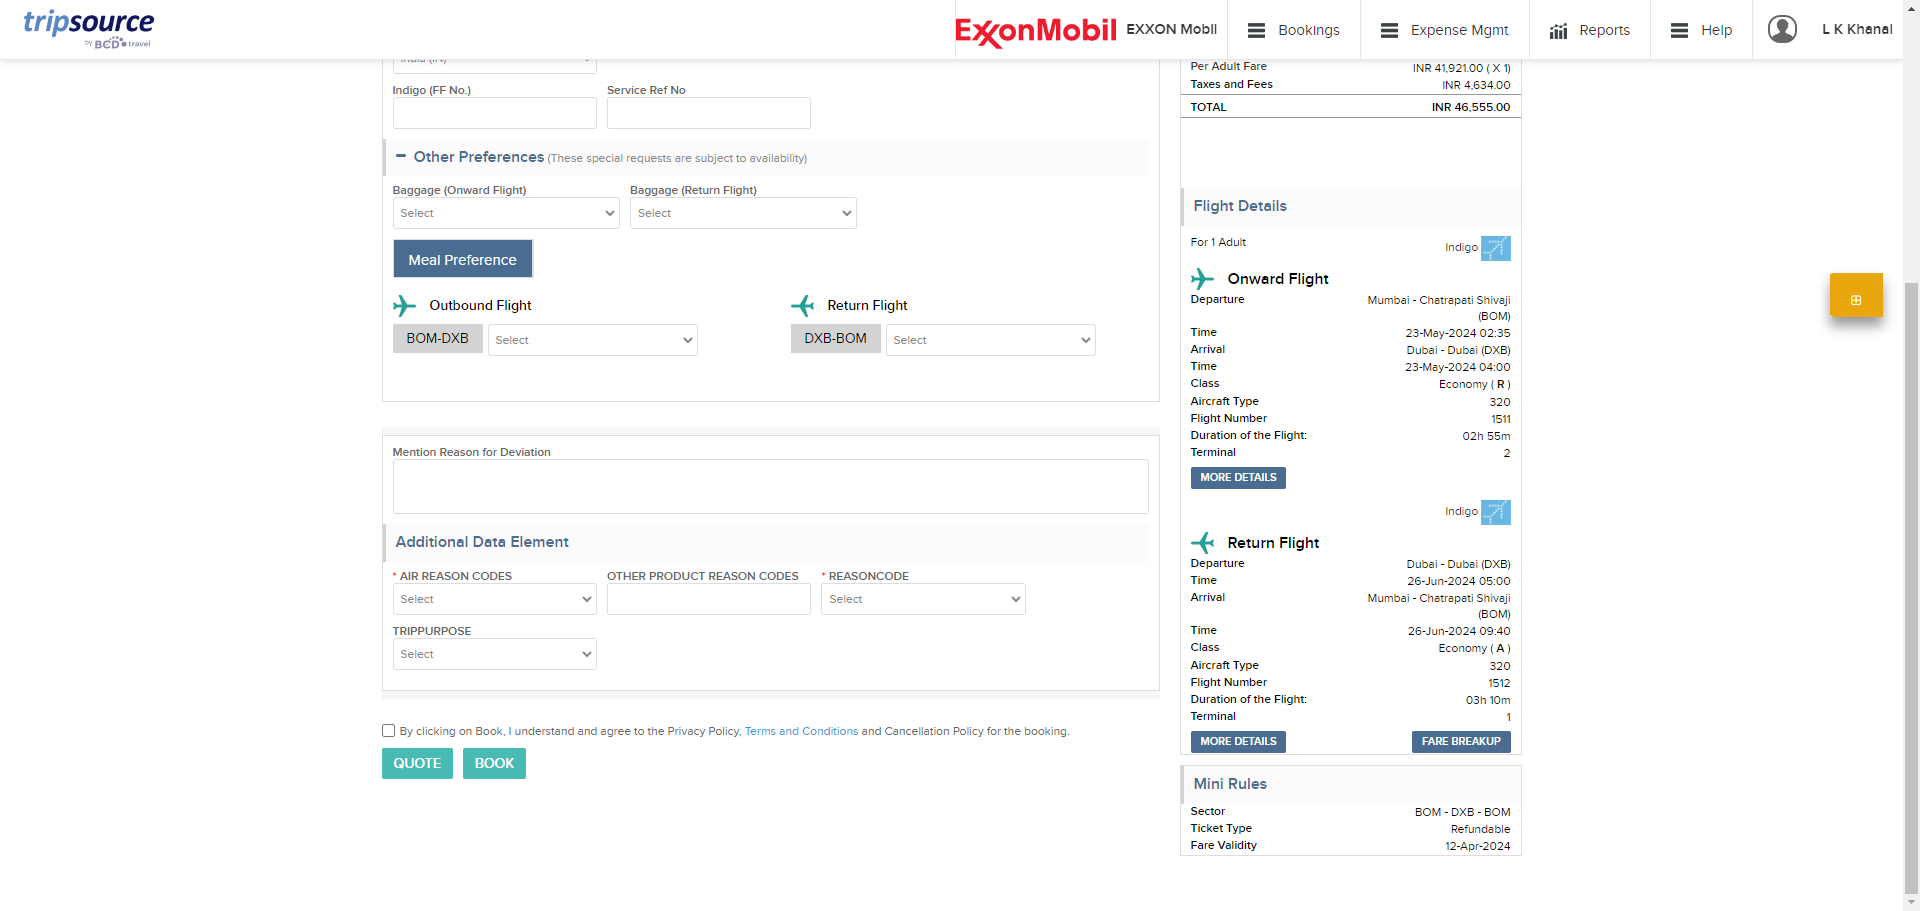 tripsource
by BCD travel
ExxonMobil EXXON Mobil
Bookings
Expense Mgmt
Reports
Help
L K Khanal
India (IN)
Indigo (FF No.) Service Ref No
− Other Preferences (These special requests are subject to availability)
Baggage (Onward Flight) Baggage (Return Flight)
Select Select
Meal Preference
Outbound Flight Return Flight
BOM-DXB Select DXB-BOM Select
Mention Reason for Deviation
Additional Data Element
* AIR REASON CODES OTHER PRODUCT REASON CODES * REASONCODE
Select Select
TRIPPURPOSE
Select
By clicking on Book, I understand and agree to the Privacy Policy, Terms and Conditions and Cancellation Policy for the booking.
QUOTE BOOK
Per Adult Fare INR 41,921.00 ( X 1)
Taxes and Fees INR 4,634.00
TOTAL INR 46,555.00
Flight Details
For 1 Adult Indigo
Onward Flight
Departure Mumbai - Chatrapati Shivaji
(BOM)
Time 23-May-2024 02:35
Arrival Dubai - Dubai (DXB)
Time 23-May-2024 04:00
Class Economy ( R )
Aircraft Type 320
Flight Number 1511
Duration of the Flight: 02h 55m
Terminal 2
MORE DETAILS
Indigo
Return Flight
Departure Dubai - Dubai (DXB)
Time 26-Jun-2024 05:00
Arrival Mumbai - Chatrapati Shivaji
(BOM)
Time 26-Jun-2024 09:40
Class Economy ( A )
Aircraft Type 320
Flight Number 1512
Duration of the Flight: 03h 10m
Terminal 1
MORE DETAILS FARE BREAKUP
Mini Rules
Sector BOM - DXB - BOM
Ticket Type Refundable
Fare Validity 12-Apr-2024